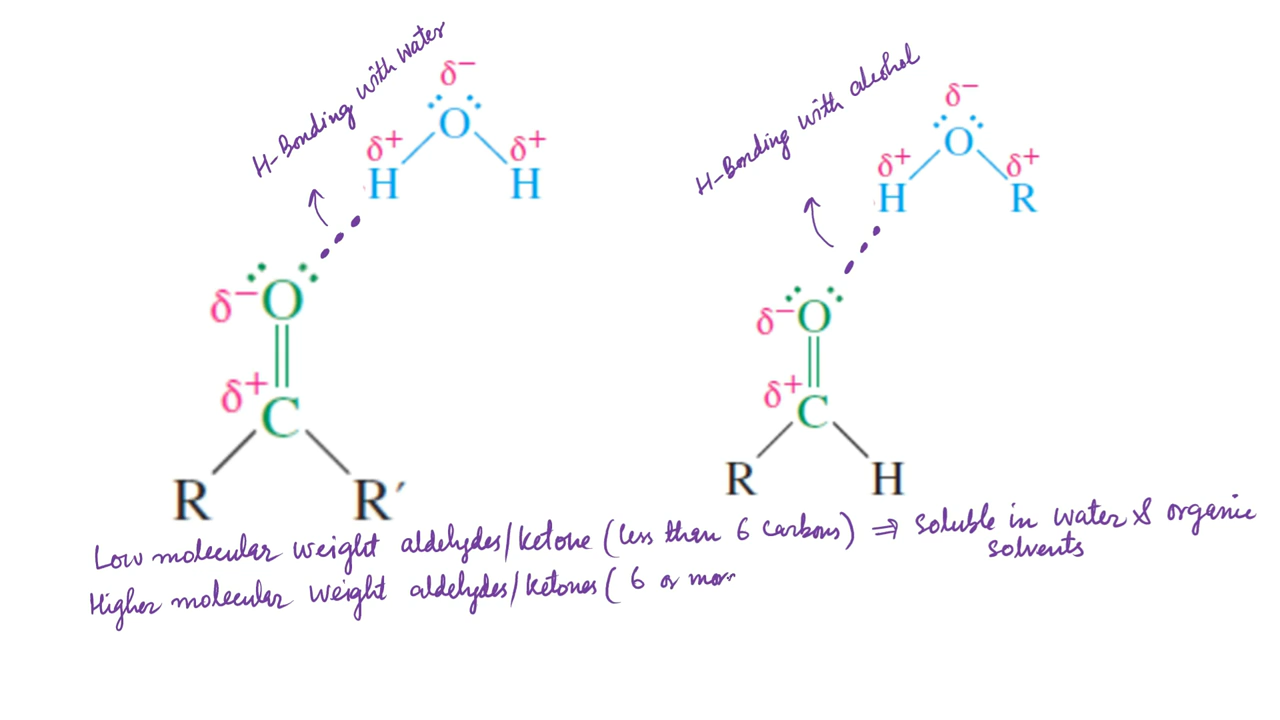 H-Bonding with water
δ−
O
δ+ δ+
H H
δ−O
δ+
C
R R′
H-Bonding with alcohol
δ−
O
δ+ δ+
H R
δ−O
δ+
C
R H
Low molecular weight aldehydes/ketone (less than 6 carbons) ⇒ soluble in water & organic
solvents
Higher molecular weight aldehydes/ketones ( 6 or mor